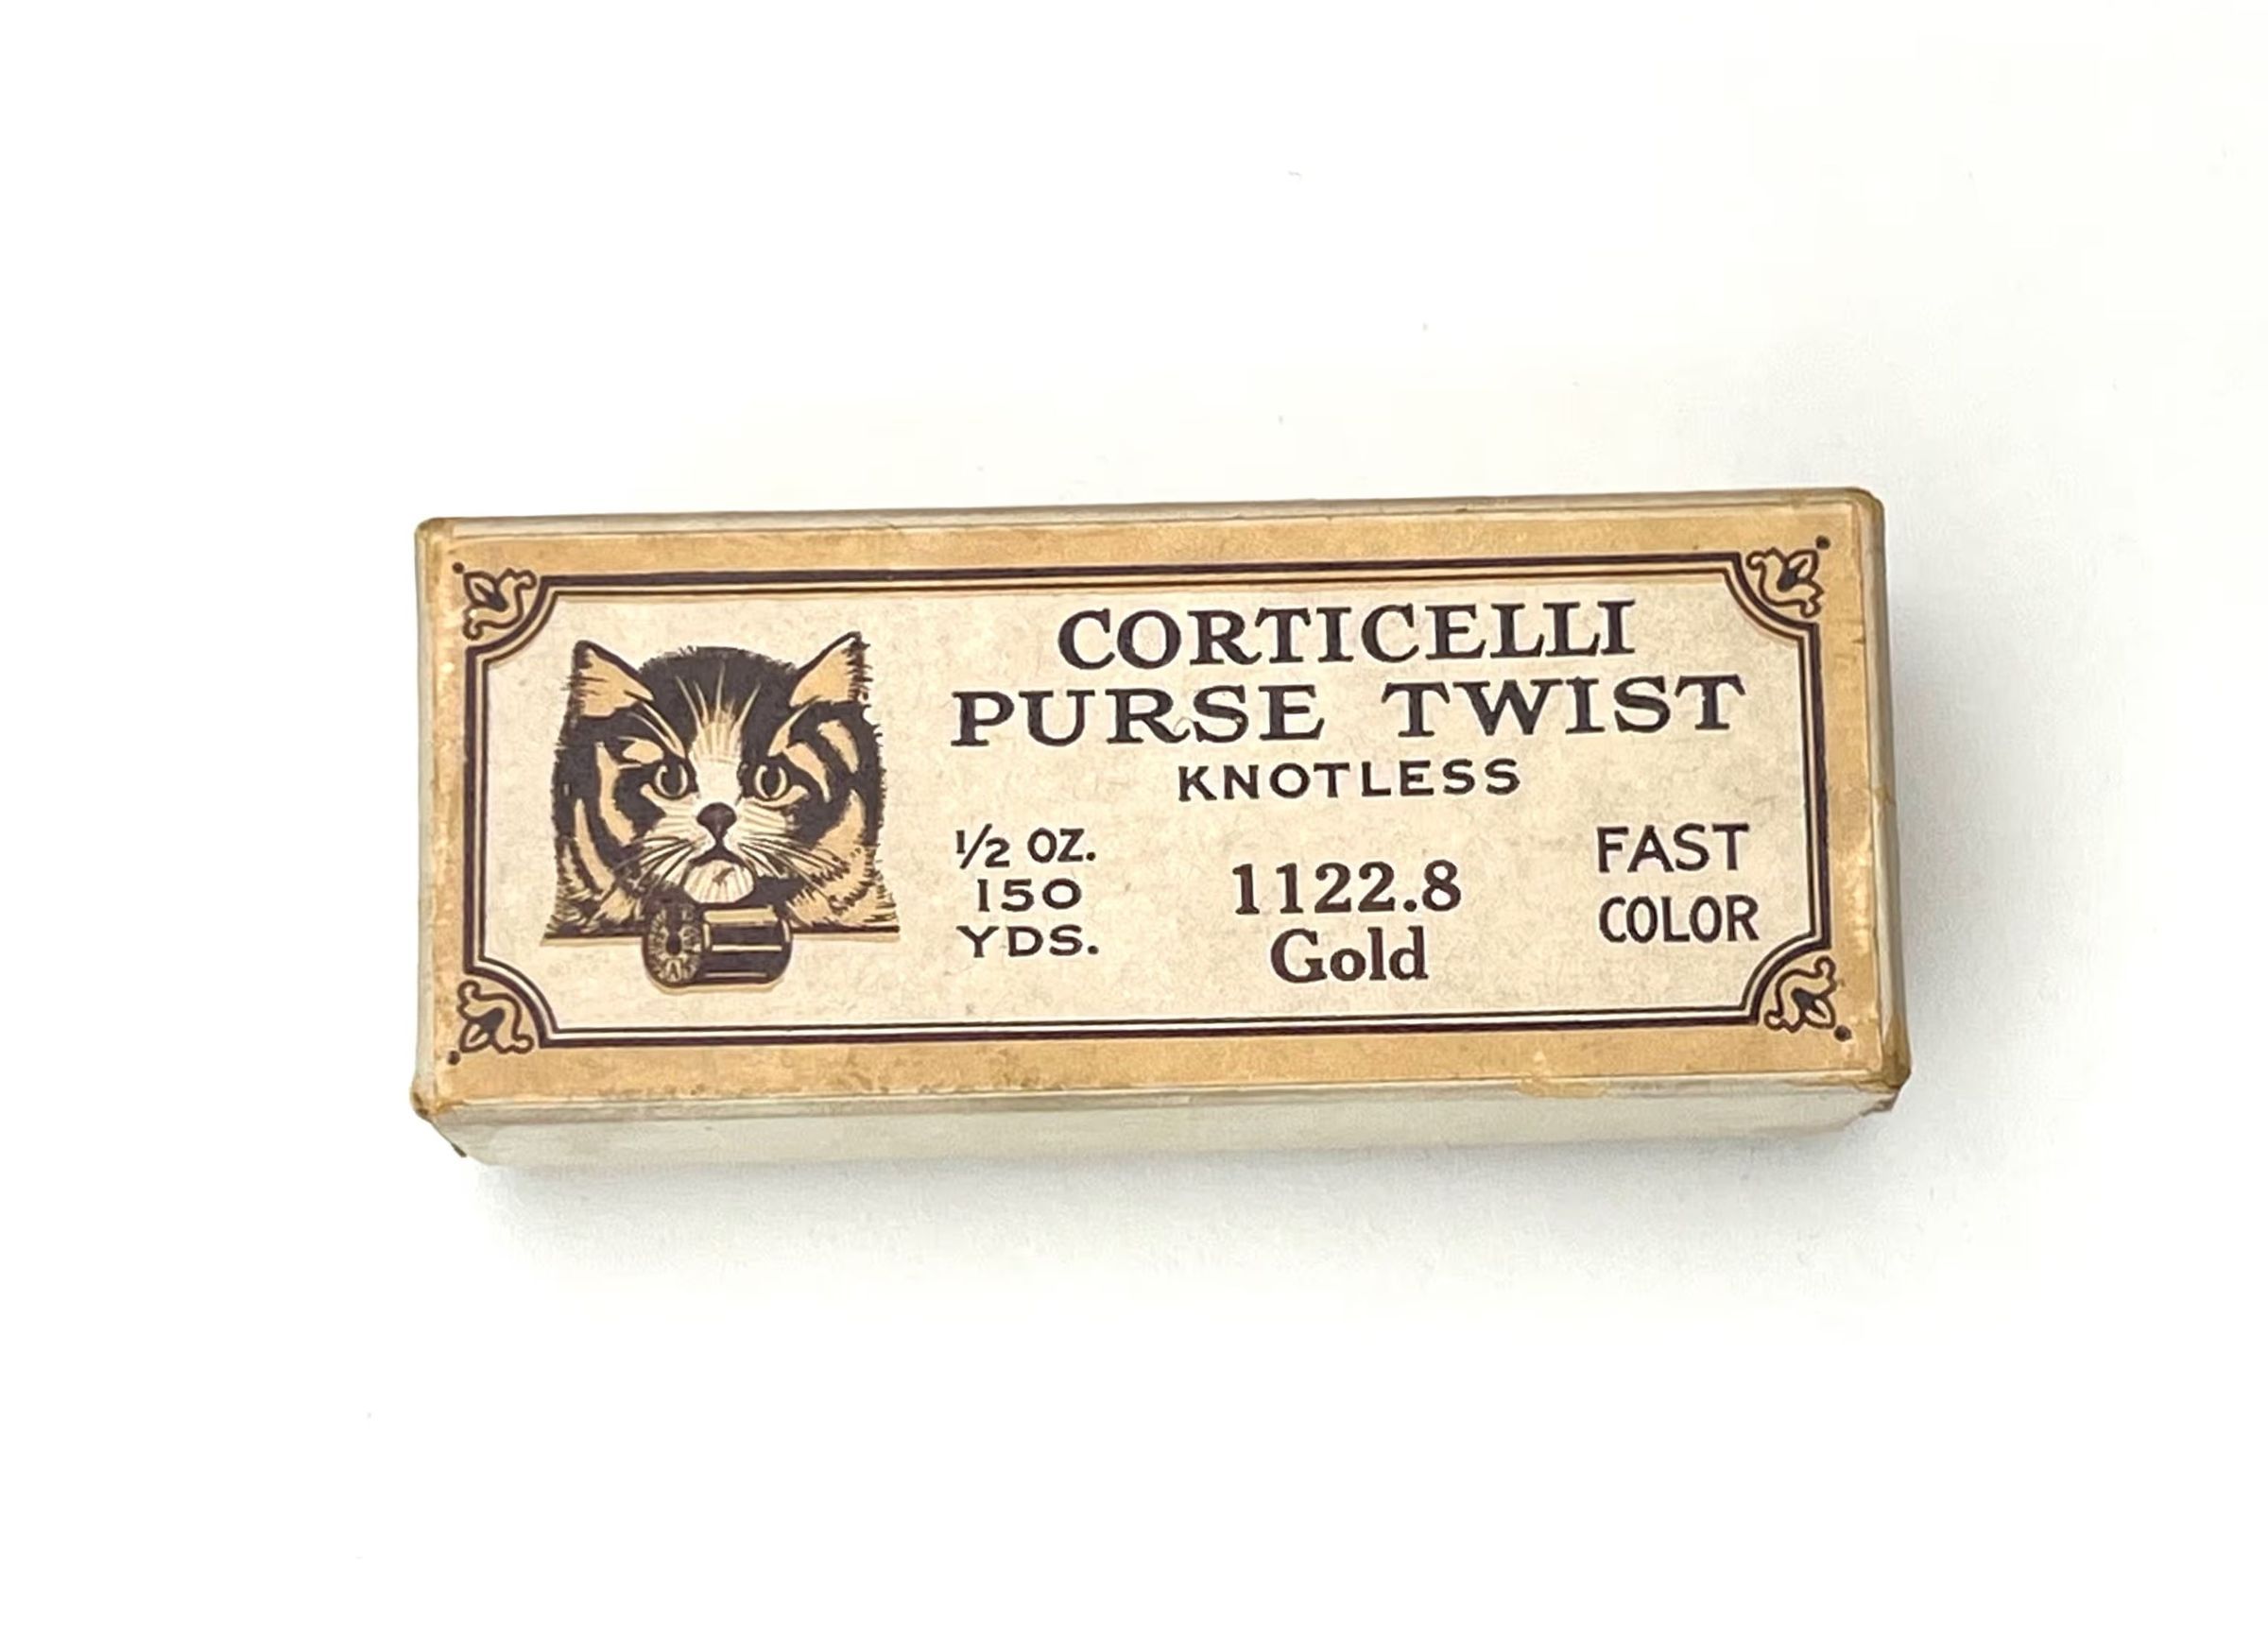 CORTICELLI
PURSE TWIST
KNOTLESS
1/2 OZ.
150
YDS.
1122.8
Gold
FAST
COLOR